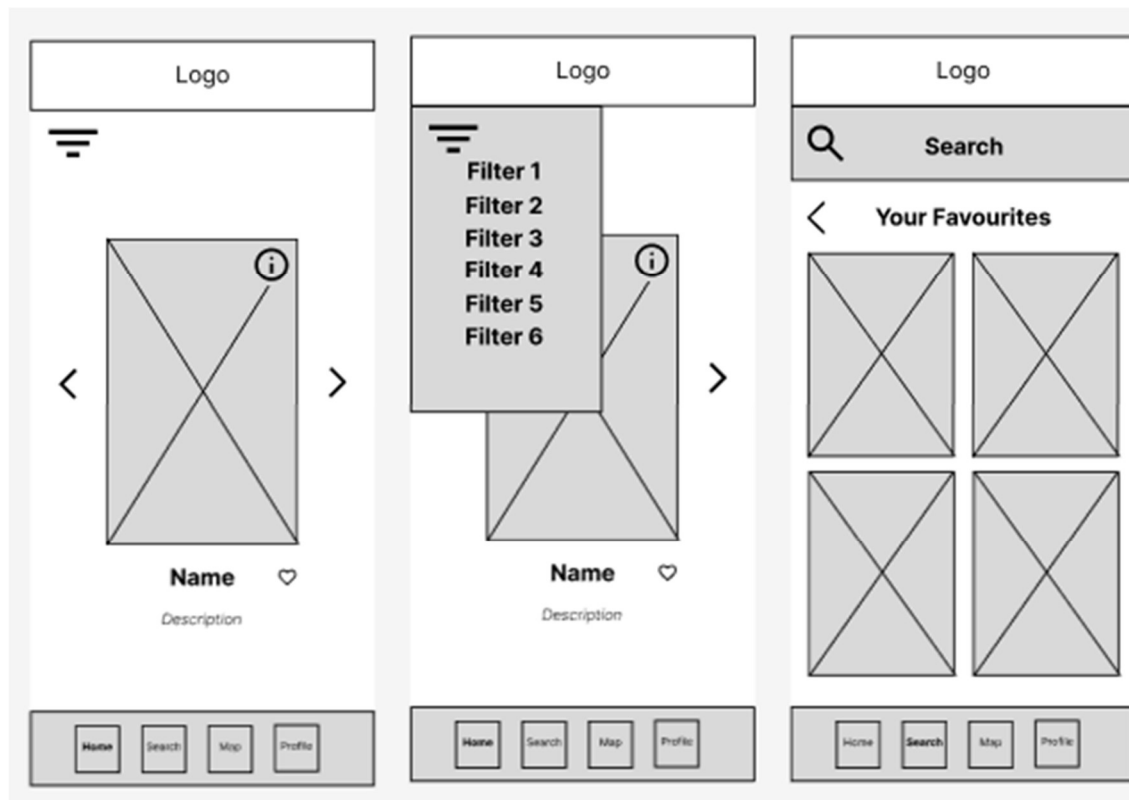 Logo
Name
Description
Home Search Map Profile
Logo
Filter 1
Filter 2
Filter 3
Filter 4
Filter 5
Filter 6
Name
Description
Home Search Map Profile
Logo
Search
Your Favourites
Home Search Map Profile